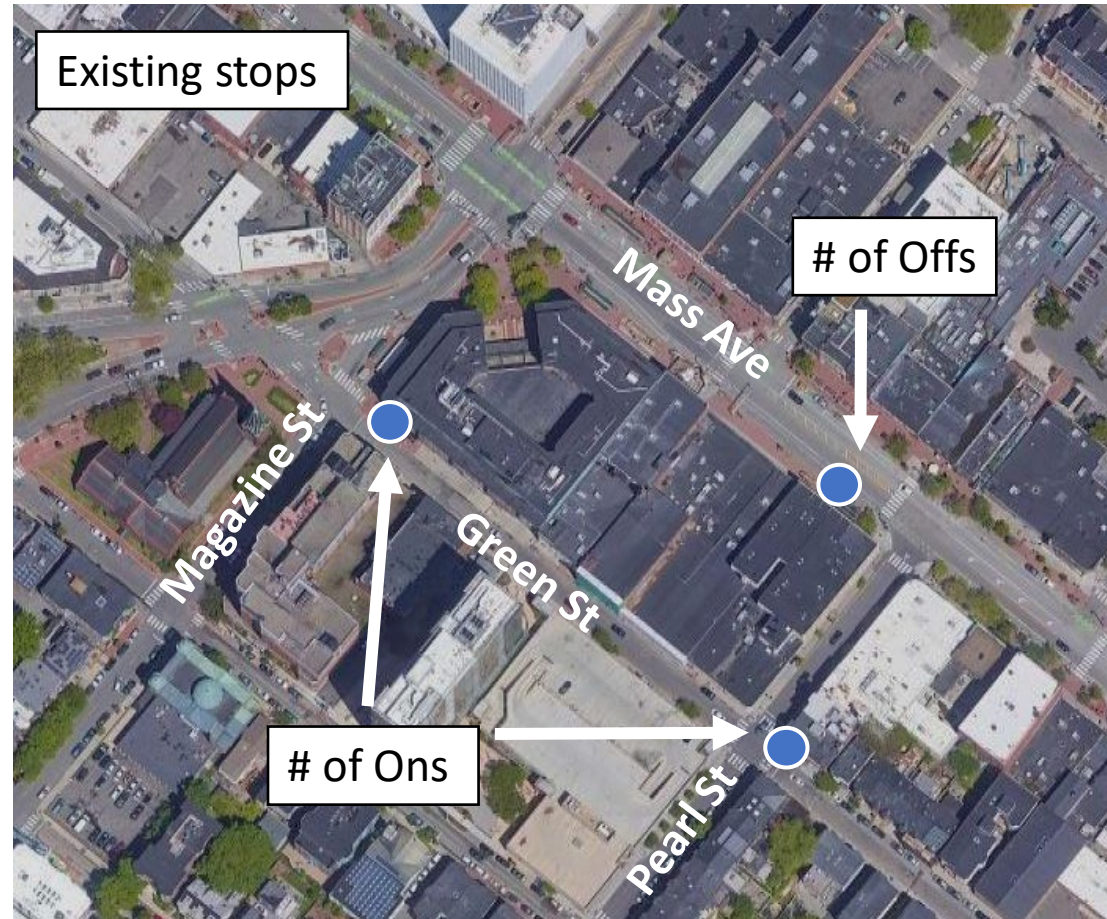 Existing stops
# of Offs
Mass Ave
Magazine St
Green St
# of Ons
Pearl St